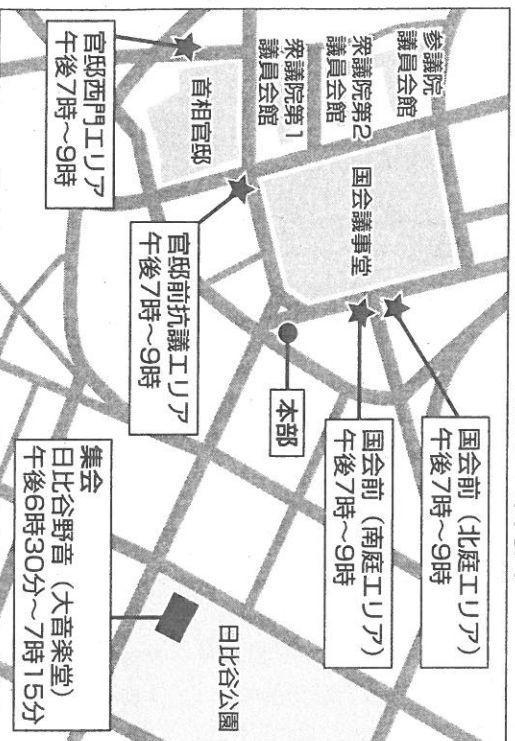 参議院
議員会館
衆議院第2
議員会館
衆議院第1
議員会館
国会議事堂
首相官邸
官邸西門エリア
午後7時～9時
官邸前抗議エリア
午後7時～9時
国会前（北庭エリア）
午後7時～9時
国会前（南庭エリア）
午後7時～9時
本部
日比谷公園
集会
日比谷野音（大音楽堂）
午後6時30分～7時15分